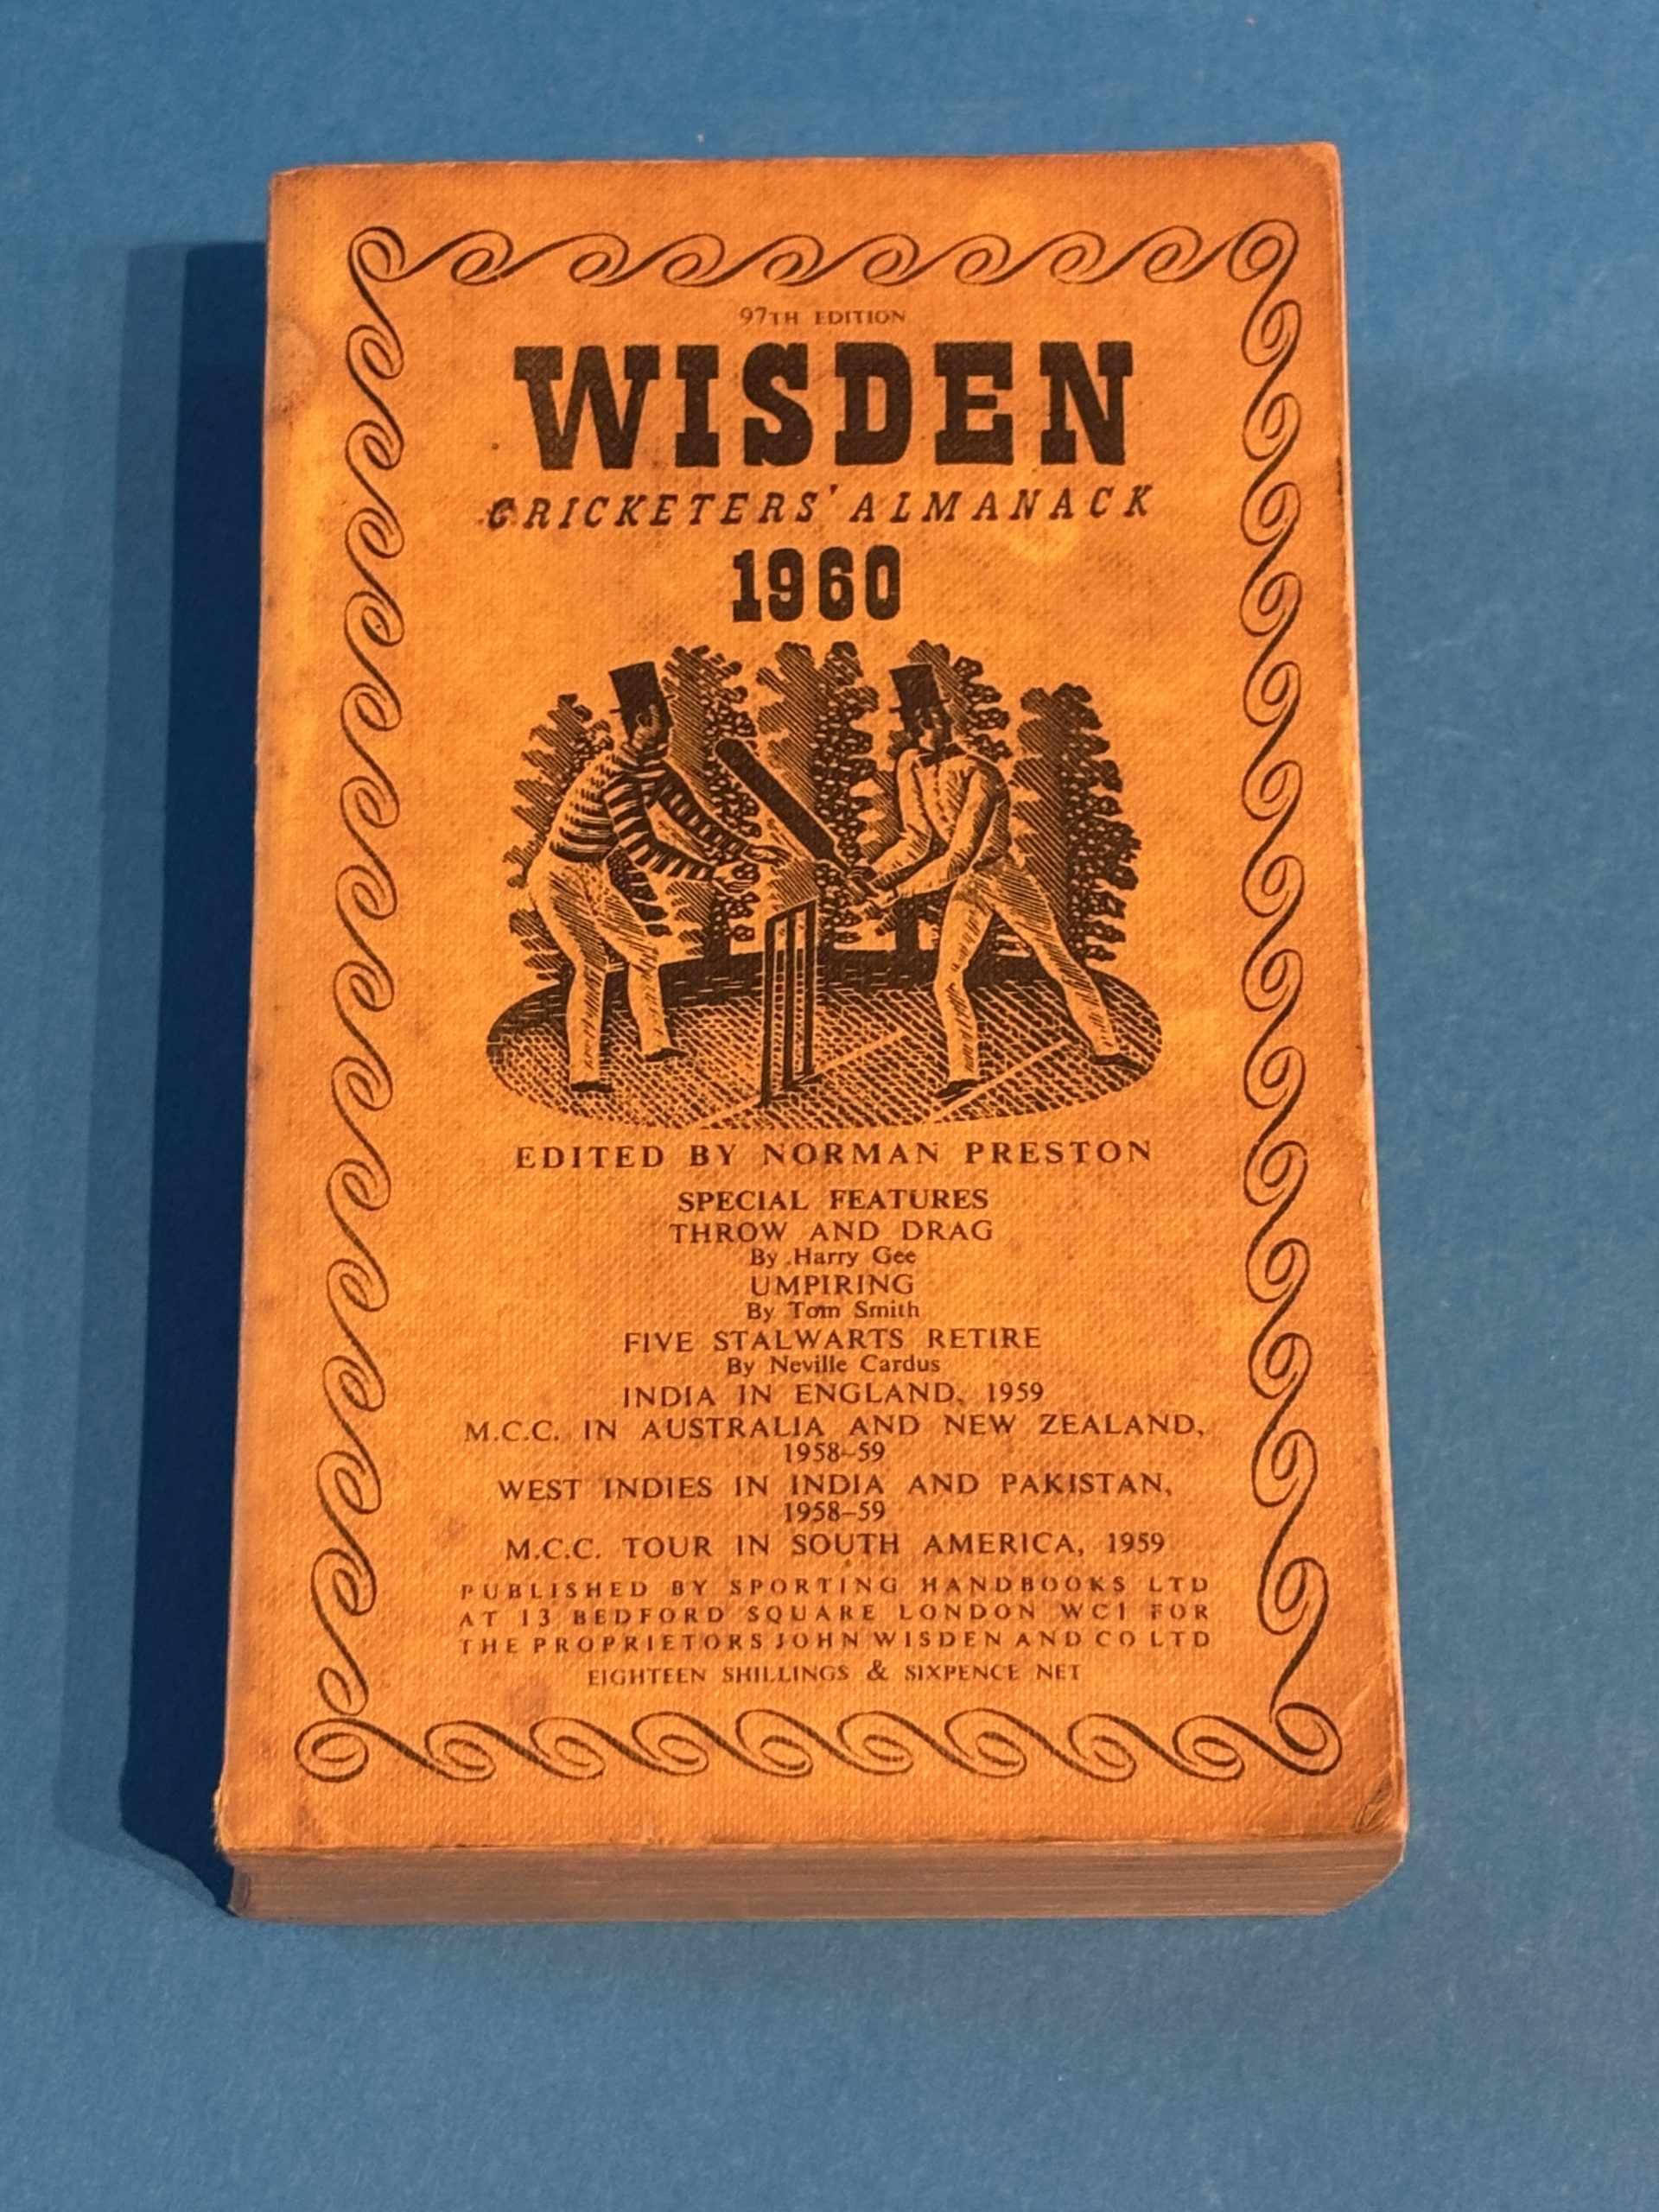 97TH EDITION
WISDEN
CRICKETERS' ALMANACK
1960
EDITED BY NORMAN PRESTON
SPECIAL FEATURES
THROW AND DRAG
By Harry Gee
UMPIRING
By Tom Smith
FIVE STALWARTS RETIRE
By Neville Cardus
INDIA IN ENGLAND, 1959
M.C.C. IN AUSTRALIA AND NEW ZEALAND,
1958–59
WEST INDIES IN INDIA AND PAKISTAN,
1958–59
M.C.C. TOUR IN SOUTH AMERICA, 1959
PUBLISHED BY SPORTING HANDBOOKS LTD
AT 13 BEDFORD SQUARE LONDON WC1 FOR
THE PROPRIETORS JOHN WISDEN AND CO LTD
EIGHTEEN SHILLINGS & SIXPENCE NET